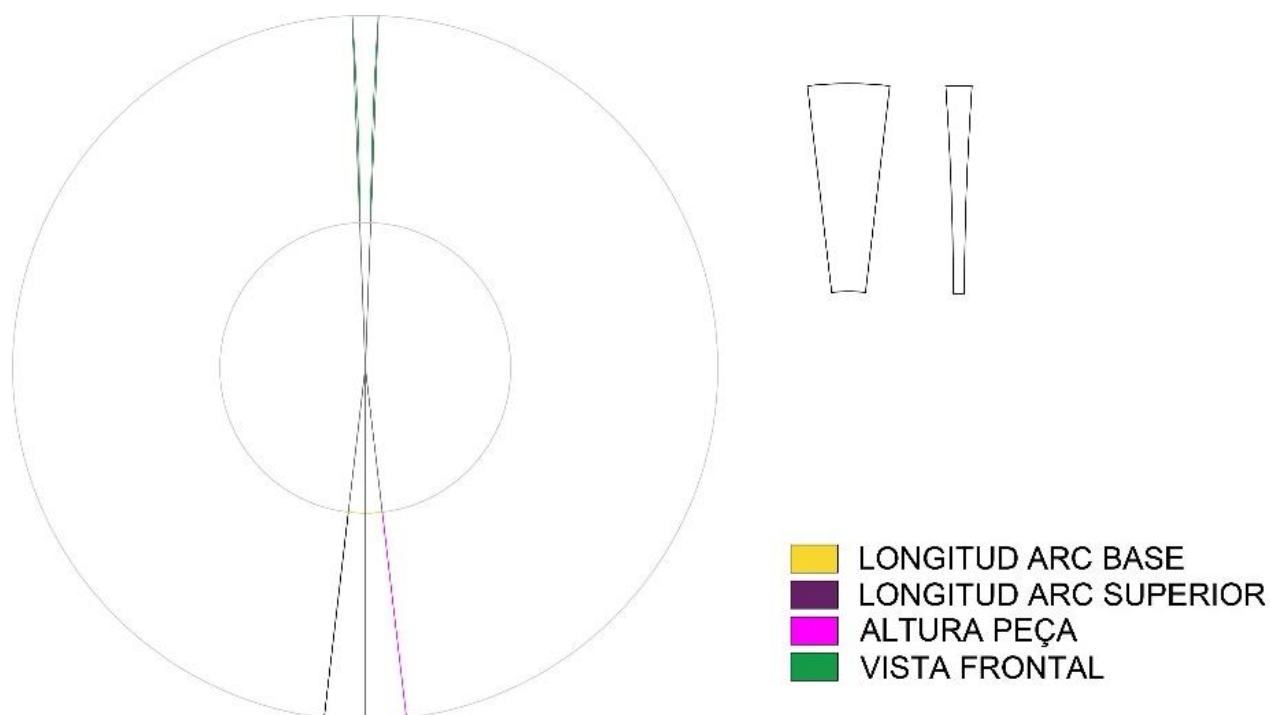 LONGITUD ARC BASE
LONGITUD ARC SUPERIOR
ALTURA PEÇA
VISTA FRONTAL